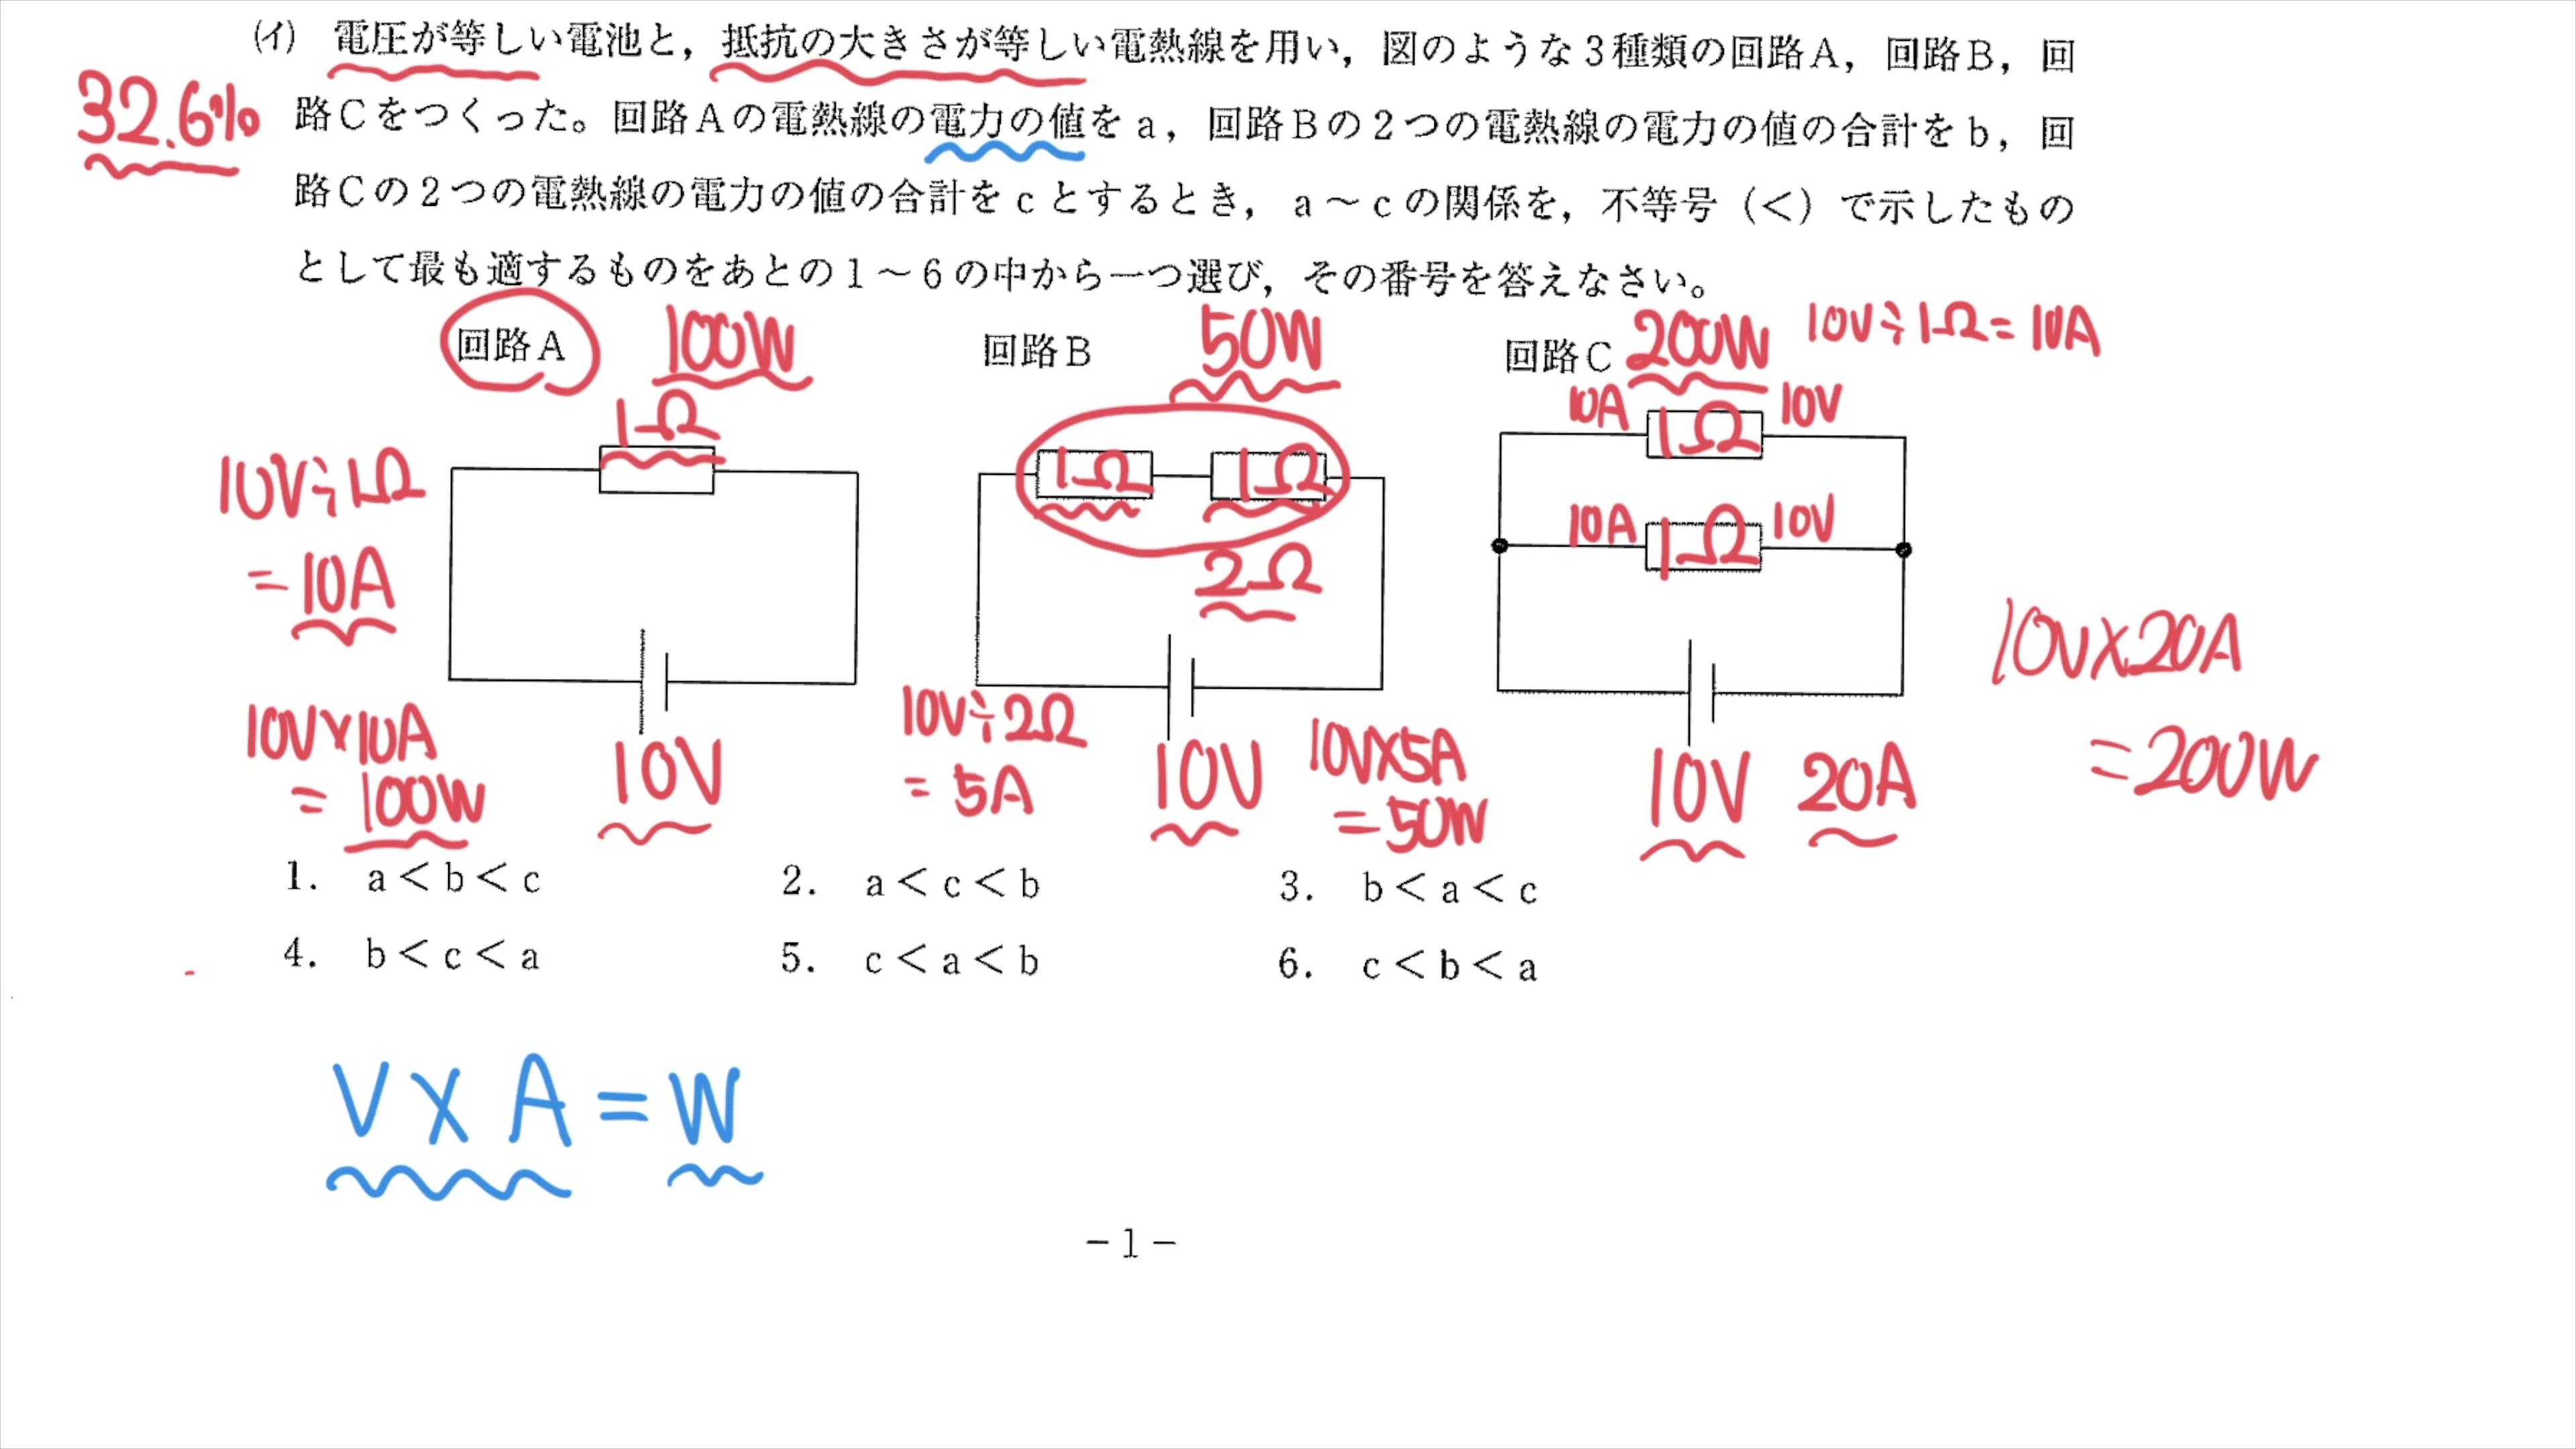 (イ) 電圧が等しい電池と，抵抗の大きさが等しい電熱線を用い，図のような３種類の回路Ａ，回路Ｂ，回
32.6%
路Ｃをつくった。回路Ａの電熱線の電力の値をａ，回路Ｂの２つの電熱線の電力の値の合計をｂ，回
路Ｃの２つの電熱線の電力の値の合計をｃとするとき，ａ～ｃの関係を，不等号（＜）で示したもの
として最も適するものをあとの１～６の中から一つ選び，その番号を答えなさい。
回路Ａ 100W
1Ω
10V÷1Ω
=10A
10V×10A
=100W
10V
回路Ｂ 50W
1Ω 1Ω
2Ω
10V÷2Ω
=5A
10V
10V×5A
=50W
回路Ｃ 200W 10V÷1Ω=10A
10A 1Ω 10V
10A 1Ω 10V
10V 20A
10V×20A
=200W
1. ａ＜ｂ＜ｃ 2. ａ＜ｃ＜ｂ 3. ｂ＜ａ＜ｃ
4. ｂ＜ｃ＜ａ 5. ｃ＜ａ＜ｂ 6. ｃ＜ｂ＜ａ
V×A=W
－1－